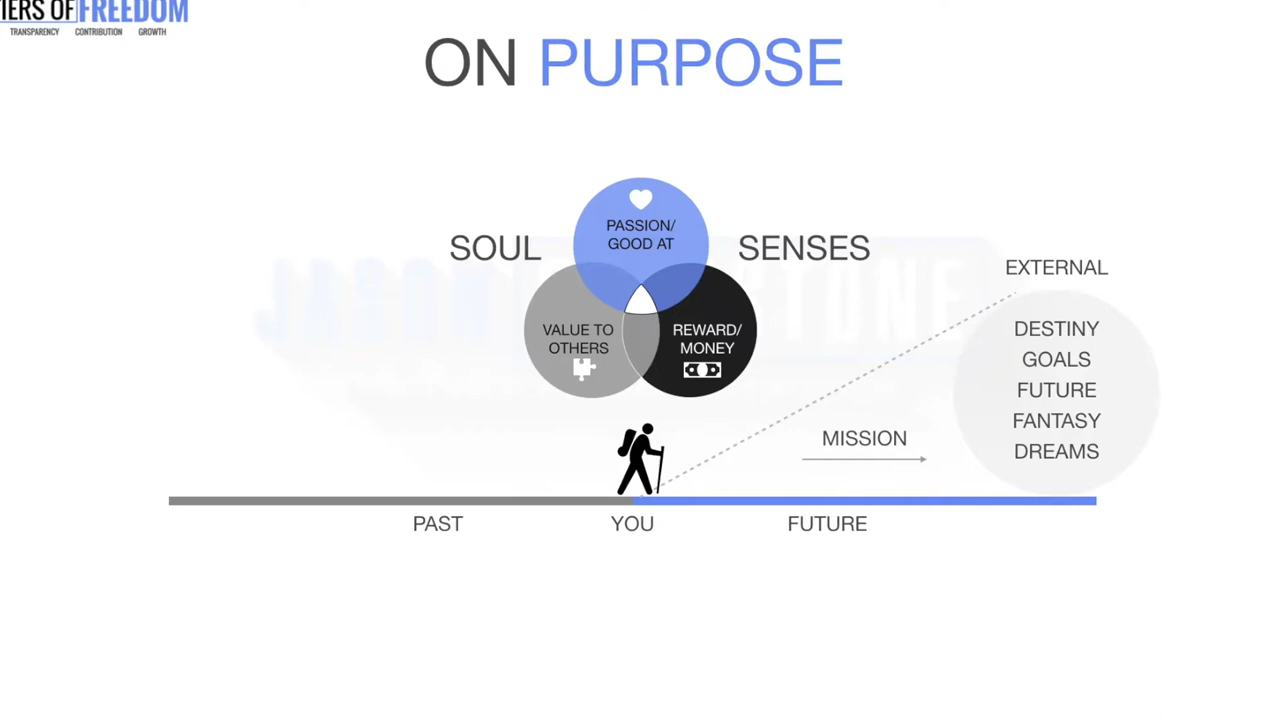 IERS OF FREEDOM
TRANSPARENCY CONTRIBUTION GROWTH
ON PURPOSE
PASSION/
GOOD AT
SOUL
SENSES
VALUE TO
OTHERS
REWARD/
MONEY
EXTERNAL
DESTINY
GOALS
FUTURE
FANTASY
DREAMS
MISSION
PAST
YOU
FUTURE
JASON